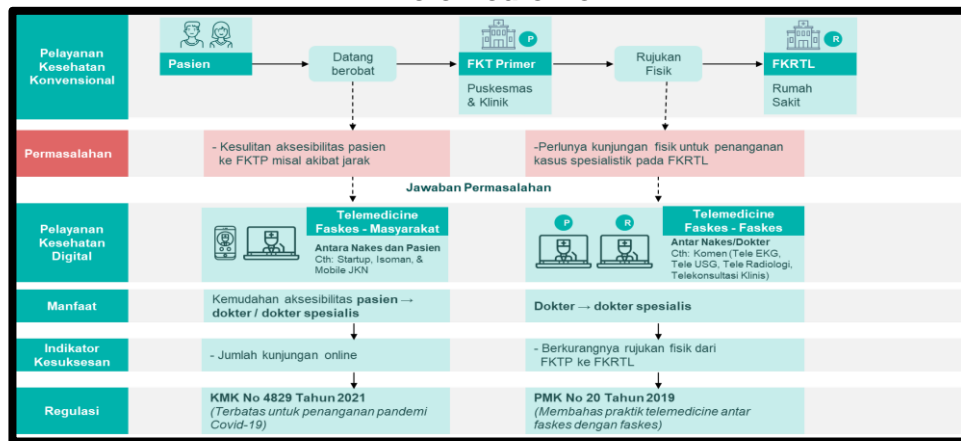 Pelayanan
Kesehatan
Konvensional
Pasien
Datang
berobat
P
FKT Primer
Puskesmas
& Klinik
Rujukan
Fisik
R
FKRTL
Rumah
Sakit
Permasalahan
- Kesulitan aksesibilitas pasien
ke FKTP misal akibat jarak
-Perlunya kunjungan fisik untuk penanganan
kasus spesialistik pada FKRTL
Jawaban Permasalahan
Pelayanan
Kesehatan
Digital
Telemedicine
Faskes - Masyarakat
Antara Nakes dan Pasien
Cth: Startup, Isoman, &
Mobile JKN
P
R
Telemedicine
Faskes - Faskes
Antar Nakes/Dokter
Cth: Komen (Tele EKG,
Tele USG, Tele Radiologi,
Telekonsultasi Klinis)
Manfaat
Kemudahan aksesibilitas pasien →
dokter / dokter spesialis
Dokter → dokter spesialis
Indikator
Kesuksesan
- Jumlah kunjungan online
- Berkurangnya rujukan fisik dari
FKTP ke FKRTL
Regulasi
KMK No 4829 Tahun 2021
(Terbatas untuk penanganan pandemi
Covid-19)
PMK No 20 Tahun 2019
(Membahas praktik telemedicine antar
faskes dengan faskes)